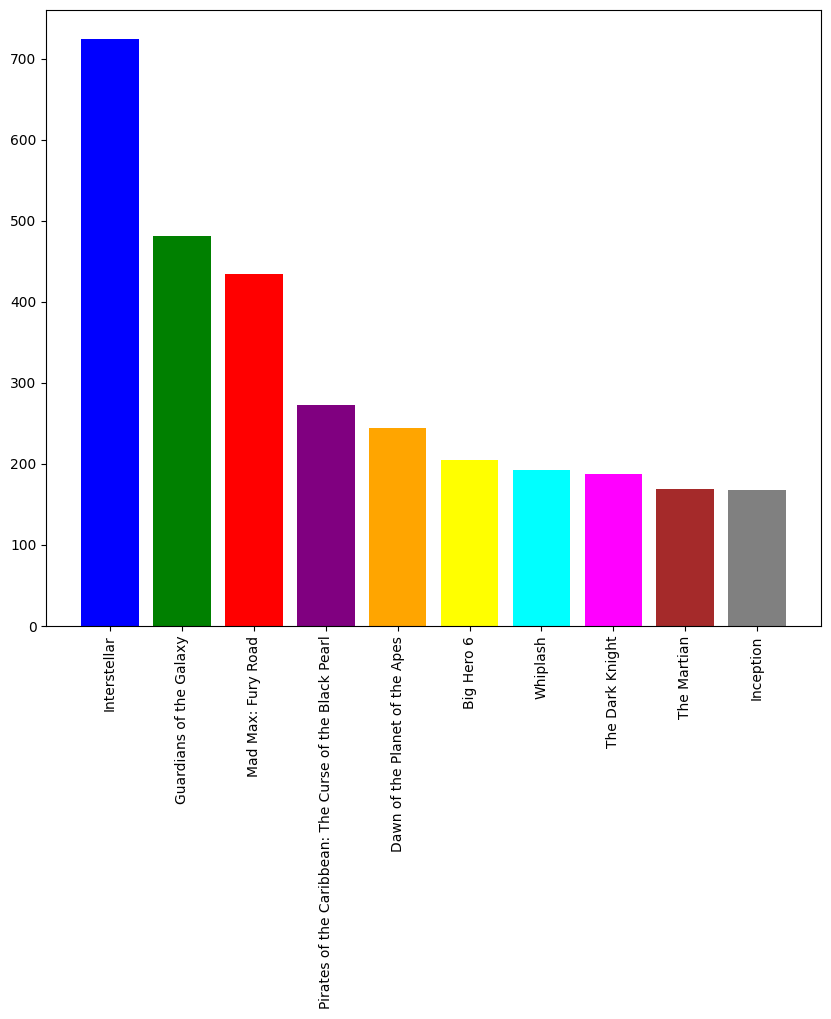 700
600
500
400
300
200
100
0
Interstellar
Guardians of the Galaxy
Mad Max: Fury Road
Pirates of the Caribbean: The Curse of the Black Pearl
Dawn of the Planet of the Apes
Big Hero 6
Whiplash
The Dark Knight
The Martian
Inception